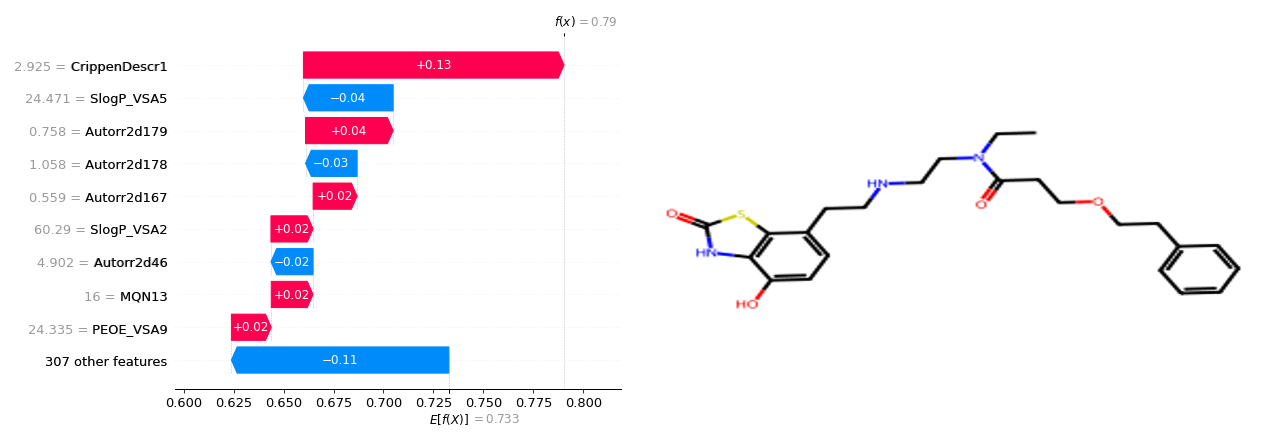 f(x) = 0.79
2.925 = CrippenDescr1
+0.13
24.471 = SlogP_VSA5
−0.04
0.758 = Autorr2d179
+0.04
1.058 = Autorr2d178
−0.03
0.559 = Autorr2d167
+0.02
60.29 = SlogP_VSA2
+0.02
4.902 = Autorr2d46
−0.02
16 = MQN13
+0.02
24.335 = PEOE_VSA9
+0.02
307 other features
−0.11
0.600 0.625 0.650 0.675 0.700 0.725 0.750 0.775 0.800
E[f(X)] = 0.733
N
HN
O
O
O
S
HN
HO